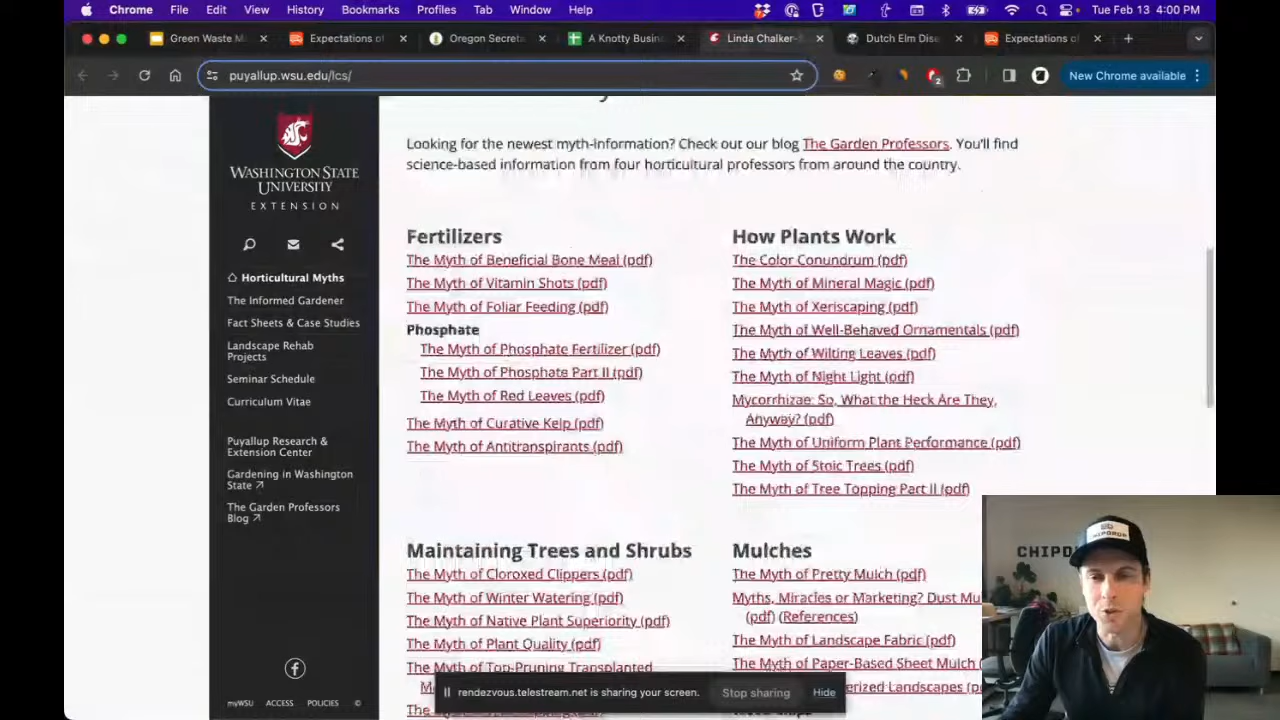 Chrome File Edit View History Bookmarks Profiles Tab Window Help Tue Feb 13 4:00 PM
Green Waste M Expectations of Oregon Secreta A Knotty Busin Linda Chalker-S Dutch Elm Dise Expectations of
puyallup.wsu.edu/lcs/ New Chrome available
2
WASHINGTON STATE
UNIVERSITY
EXTENSION
Horticultural Myths
The Informed Gardener
Fact Sheets & Case Studies
Landscape Rehab
Projects
Seminar Schedule
Curriculum Vitae
Puyallup Research &
Extension Center
Gardening in Washington
State
The Garden Professors
Blog
myWSU ACCESS POLICIES ©
Looking for the newest myth-information? Check out our blog The Garden Professors. You'll find
science-based information from four horticultural professors from around the country.
Fertilizers
The Myth of Beneficial Bone Meal (pdf)
The Myth of Vitamin Shots (pdf)
The Myth of Foliar Feeding (pdf)
Phosphate
The Myth of Phosphate Fertilizer (pdf)
The Myth of Phosphate Part II (pdf)
The Myth of Red Leaves (pdf)
The Myth of Curative Kelp (pdf)
The Myth of Antitranspirants (pdf)
How Plants Work
The Color Conundrum (pdf)
The Myth of Mineral Magic (pdf)
The Myth of Xeriscaping (pdf)
The Myth of Well-Behaved Ornamentals (pdf)
The Myth of Wilting Leaves (pdf)
The Myth of Night Light (pdf)
Mycorrhizae: So, What the Heck Are They,
Anyway? (pdf)
The Myth of Uniform Plant Performance (pdf)
The Myth of Stoic Trees (pdf)
The Myth of Tree Topping Part II (pdf)
Maintaining Trees and Shrubs
The Myth of Cloroxed Clippers (pdf)
The Myth of Winter Watering (pdf)
The Myth of Native Plant Superiority (pdf)
The Myth of Plant Quality (pdf)
The Myth of Top-Pruning Transplanted
Mulches
The Myth of Pretty Mulch (pdf)
Myths, Miracles or Marketing? Dust Mu
(pdf) (References)
The Myth of Landscape Fabric (pdf)
The Myth of Paper-Based Sheet Mulch
erized Landscapes
rendezvous.telestream.net is sharing your screen. Stop sharing Hide
CHIPD